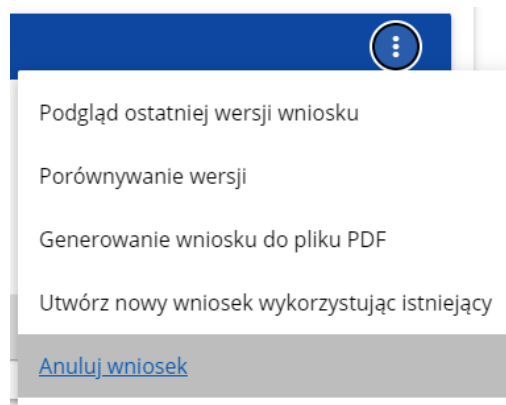 Podgląd ostatniej wersji wniosku
Porównywanie wersji
Generowanie wniosku do pliku PDF
Utwórz nowy wniosek wykorzystując istniejący
Anuluj wniosek